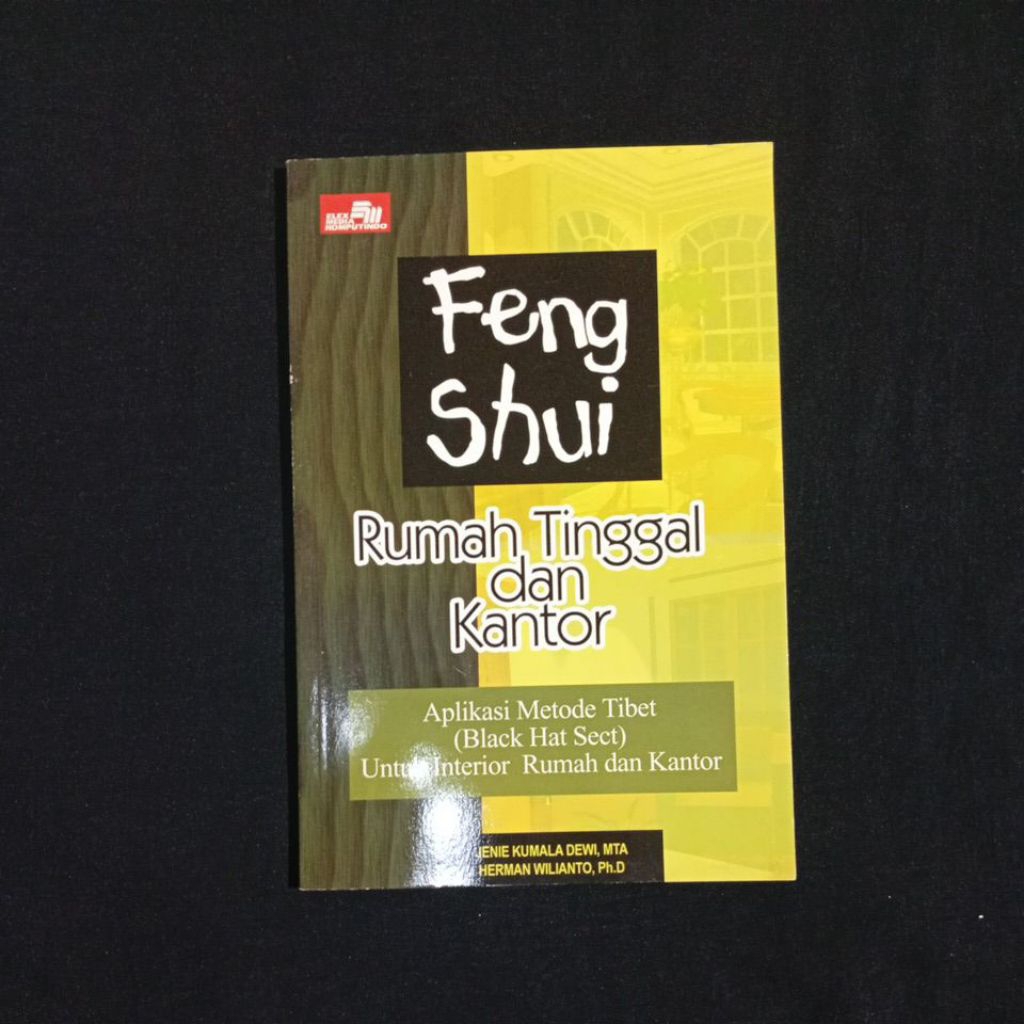 ELEX
MEDIA
KOMPUTINDO
Feng
Shui
Rumah Tinggal
dan
Kantor
Aplikasi Metode Tibet
(Black Hat Sect)
Untuk Interior Rumah dan Kantor
KUMALA DEWI, MTA
HERMAN WILIANTO, Ph.D